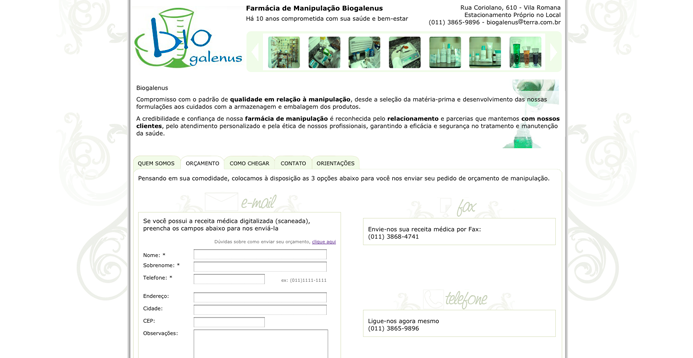 bio
galenus
Farmácia de Manipulação Biogalenus
Há 10 anos comprometida com sua saúde e bem-estar
Rua Coriolano, 610 - Vila Romana
Estacionamento Próprio no Local
(011) 3865-9896 - biogalenus@terra.com.br
Biogalenus
Compromisso com o padrão de qualidade em relação à manipulação, desde a seleção da matéria-prima e desenvolvimento das nossas
formulações aos cuidados com a armazenagem e embalagem dos produtos.
A credibilidade e confiança de nossa farmácia de manipulação é reconhecida pelo relacionamento e parcerias que mantemos com nossos
clientes, pelo atendimento personalizado e pela ética de nossos profissionais, garantindo a eficácia e segurança no tratamento e manutenção
da saúde.
QUEM SOMOS ORÇAMENTO COMO CHEGAR CONTATO ORIENTAÇÕES
Pensando em sua comodidade, colocamos à disposição as 3 opções abaixo para você nos enviar seu pedido de orçamento de manipulação.
e-mail
Se você possui a receita médica digitalizada (scaneada),
preencha os campos abaixo para nos enviá-la
Dúvidas sobre como enviar seu orçamento, clique aqui
Nome: *
Sobrenome: *
Telefone: * ex: (011)1111-1111
Endereço:
Cidade:
CEP:
Observações:
fax
Envie-nos sua receita médica por Fax:
(011) 3868-4741
telefone
Ligue-nos agora mesmo
(011) 3865-9896